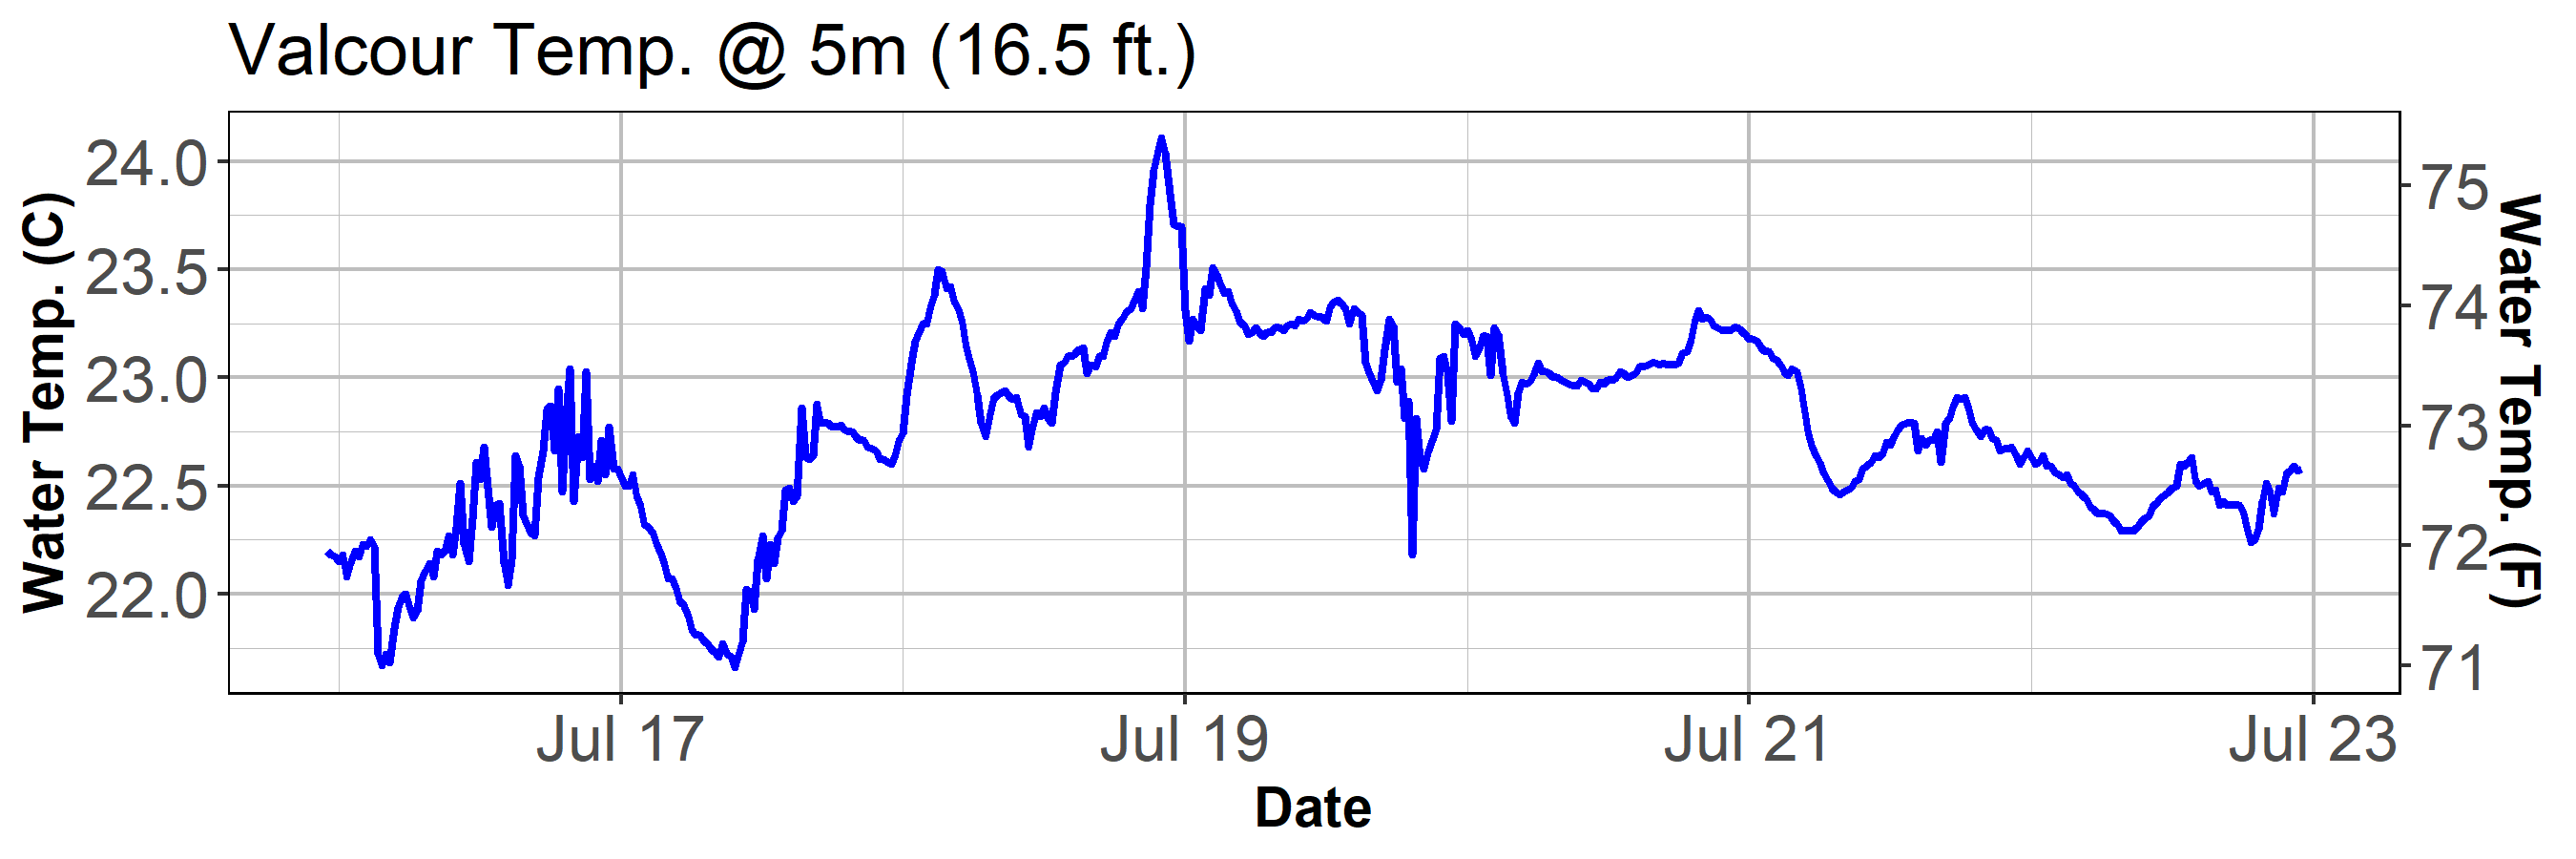 Valcour Temp. @ 5m (16.5 ft.)
Water Temp. (C)
24.0
23.5
23.0
22.5
22.0
75
74
73
72
71
Water Temp. (F)
Jul 17 Jul 19 Jul 21 Jul 23
Date